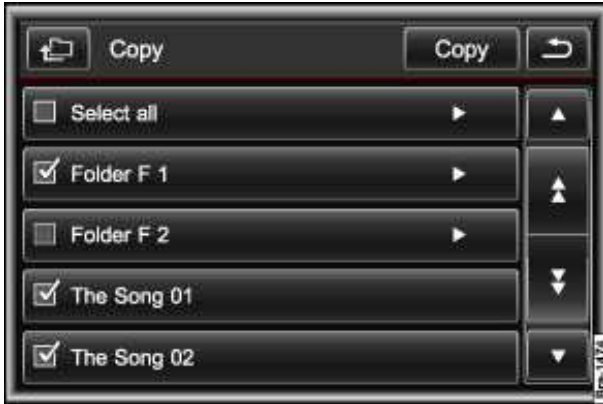 Copy Copy
Select all
Folder F 1
Folder F 2
The Song 01
The Song 02